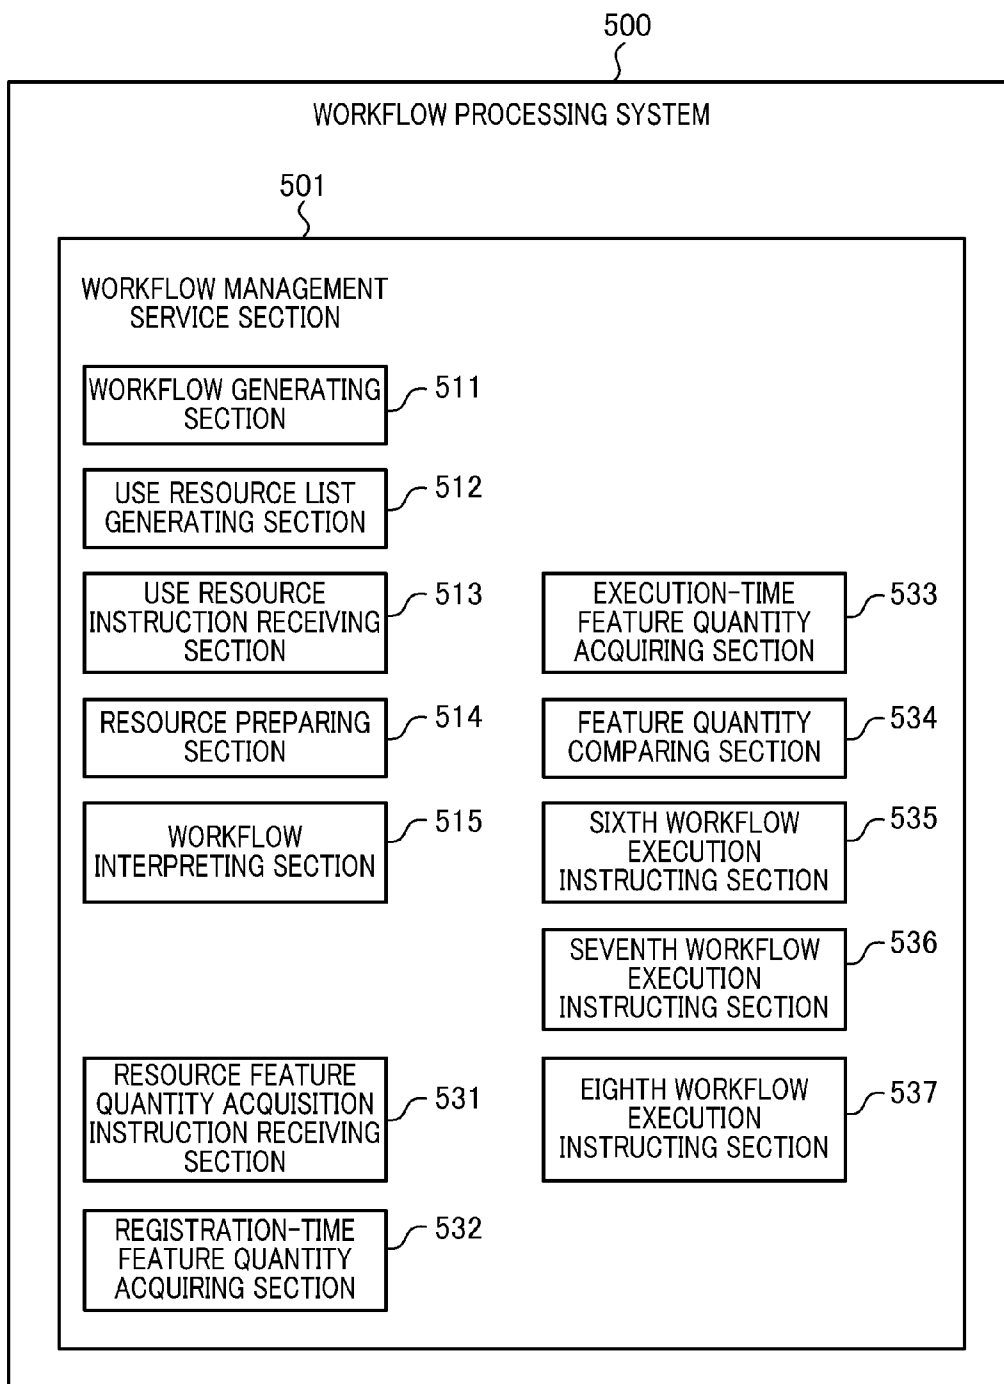 500
WORKFLOW PROCESSING SYSTEM
501
WORKFLOW MANAGEMENT
SERVICE SECTION
WORKFLOW GENERATING
SECTION
511
USE RESOURCE LIST
GENERATING SECTION
512
USE RESOURCE
INSTRUCTION RECEIVING
SECTION
513
RESOURCE PREPARING
SECTION
514
WORKFLOW
INTERPRETING SECTION
515
RESOURCE FEATURE
QUANTITY ACQUISITION
INSTRUCTION RECEIVING
SECTION
531
REGISTRATION-TIME
FEATURE QUANTITY
ACQUIRING SECTION
532
EXECUTION-TIME
FEATURE QUANTITY
ACQUIRING SECTION
533
FEATURE QUANTITY
COMPARING SECTION
534
SIXTH WORKFLOW
EXECUTION
INSTRUCTING SECTION
535
SEVENTH WORKFLOW
EXECUTION
INSTRUCTING SECTION
536
EIGHTH WORKFLOW
EXECUTION
INSTRUCTING SECTION
537